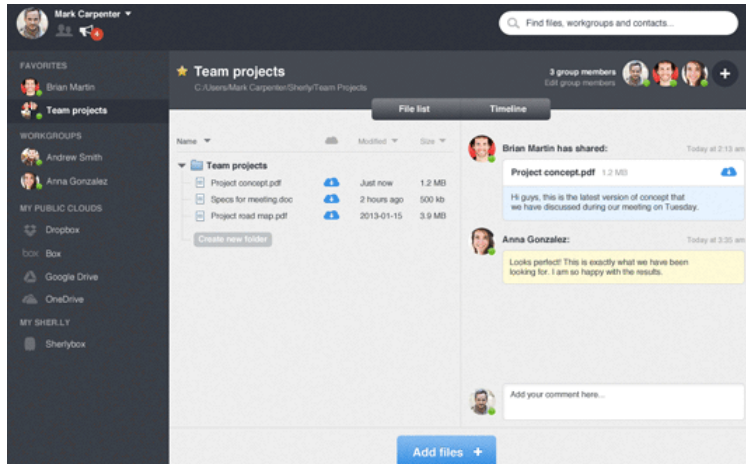 Mark Carpenter
4
Find files, workgroups and contacts...
FAVORITES
Brian Martin
Team projects
WORKGROUPS
Andrew Smith
Anna Gonzalez
MY PUBLIC CLOUDS
Dropbox
box Box
Google Drive
OneDrive
MY SHER.LY
Sherlybox
Team projects
C:/Users/Mark Carpenter/Sherly/Team Projects
3 group members
Edit group members
File list
Timeline
Name Modified Size
Team projects
Project concept.pdf Just now 1.2 MB
Specs for meeting.doc 2 hours ago 500 kb
Project road map.pdf 2013-01-15 3.9 MB
Create new folder
Brian Martin has shared: Today at 2:13 am
Project concept.pdf 1.2 MB
Hi guys, this is the latest version of concept that
we have discussed during our meeting on Tuesday.
Anna Gonzalez: Today at 3:35 am
Looks perfect! This is exactly what we have been
looking for. I am so happy with the results.
Add your comment here...
Add files +